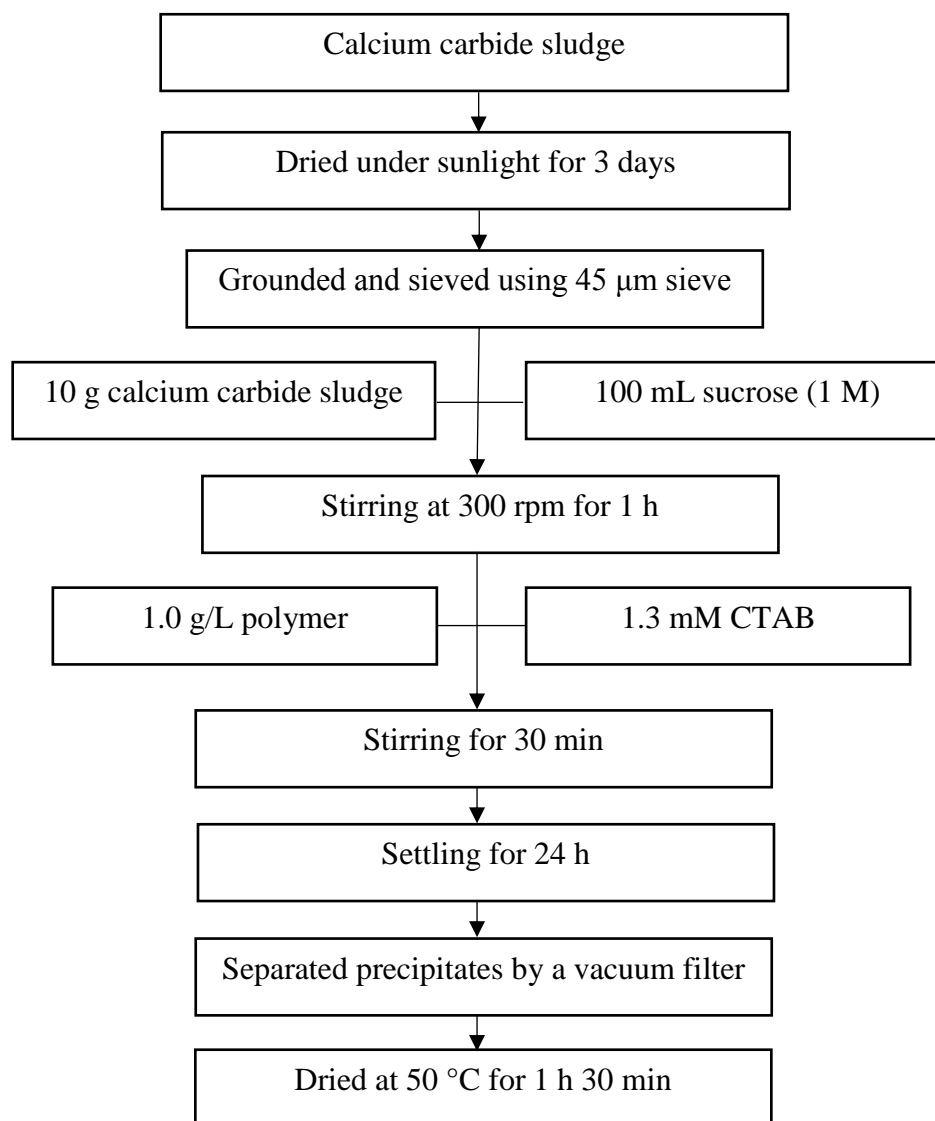 Calcium carbide sludge
Dried under sunlight for 3 days
Grounded and sieved using 45 μm sieve
10 g calcium carbide sludge
100 mL sucrose (1 M)
Stirring at 300 rpm for 1 h
1.0 g/L polymer
1.3 mM CTAB
Stirring for 30 min
Settling for 24 h
Separated precipitates by a vacuum filter
Dried at 50 °C for 1 h 30 min